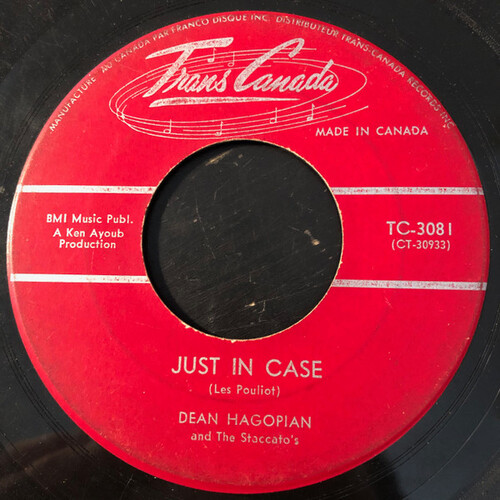 MANUFACTURE AU CANADA PAR FRANCO DISQUE INC. DISTRIBUTEUR TRANS-CANADA RECORDS INC.
Trans Canada
MADE IN CANADA
BMI Music Publ.
A Ken Ayoub
Production
TC-3081
(CT-30933)
JUST IN CASE
(Les Pouliot)
DEAN HAGOPIAN
and The Staccato's